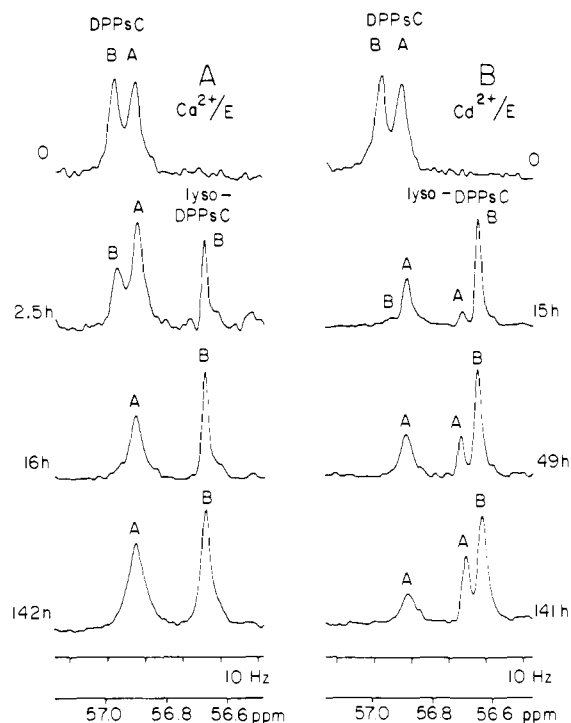 DPPsC
B A
A
Ca²⁺/E
0
lyso-
DPPsC
B
A
B
2.5h
A
B
16h
A
B
142h
10 Hz
57.0 56.8 56.6 ppm
DPPsC
B A
B
Cd²⁺/E
0
lyso-DPPsC
B
A
B
A
15h
B
A
A
49h
B
A
A
141h
10 Hz
57.0 56.8 56.6 ppm